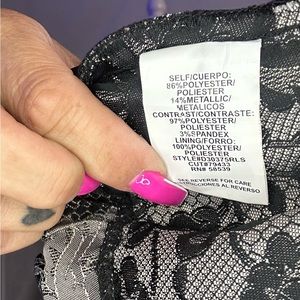 SELF/CUERPO:
86%POLYESTER/
POLIESTER
14%METALLIC/
METALICOS
CONTRAST/CONTRASTE:
97%POLYESTER/
POLIESTER
3%SPANDEX
LINING/FORRO:
100%POLYESTER/
POLIESTER
STYLE#D30375RLS
CUT#79433
RN# 58539
SEE REVERSE FOR CARE
INSTRUCCIONES AL REVERSO